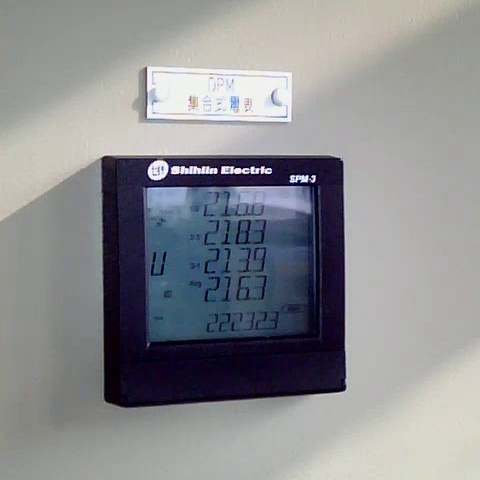 DPM
集合式電表
Shihlin Electric
SPM-3
216.8
218.3
U
213.9
Avg 216.3
222323